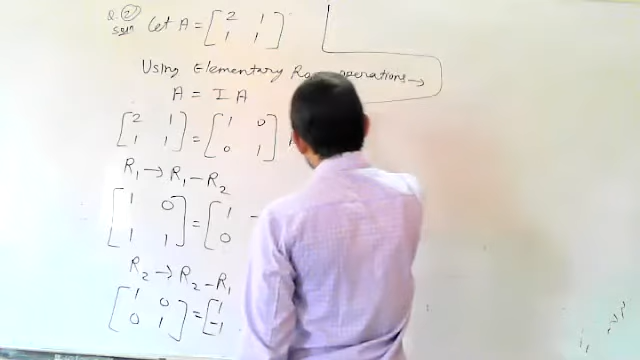 Q. 2
Soln Let A = [ 2 1
1 1 ]
Using Elementary Row operations →
A = I A
[ 2 1
1 1 ] = [ 1 0
0 1 ]
R1 → R1 - R2
[ 1 0
1 1 ] = [ 1 -
0
R2 → R2 - R1
[ 1 0
0 1 ] = [ 1
-1